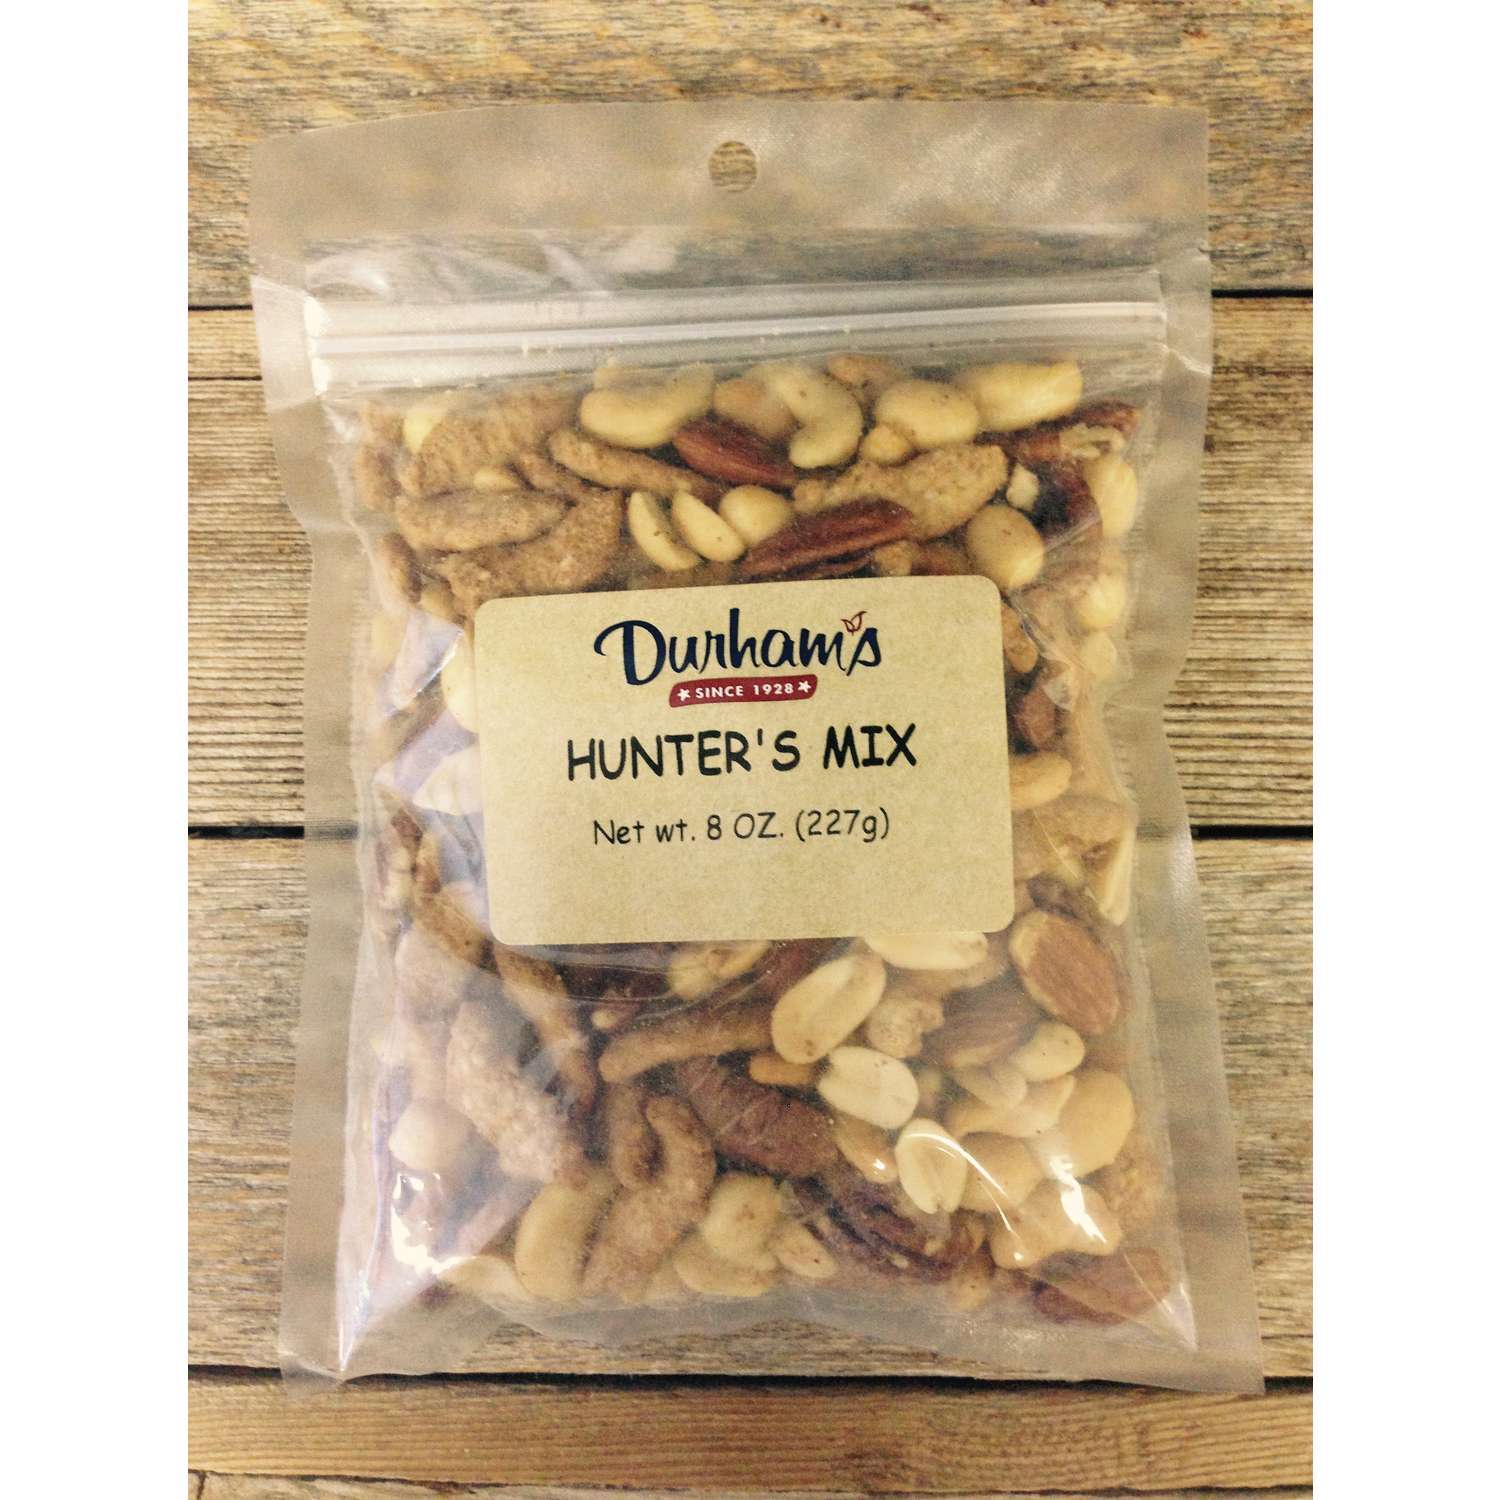 Durham's
★ SINCE 1928 ★
HUNTER'S MIX
Net wt. 8 OZ. (227g)